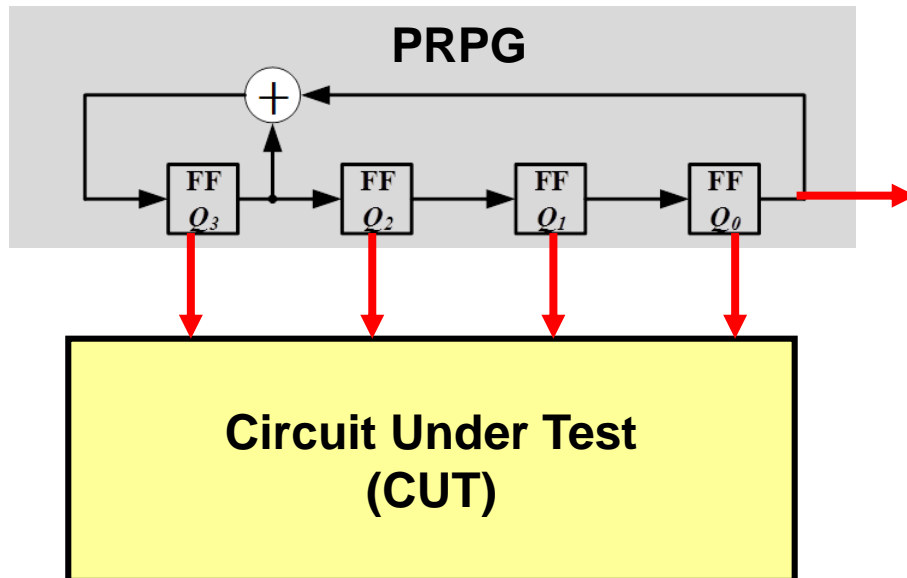 PRPG
+
FF FF FF FF
Q3 Q2 Q1 Q0
Circuit Under Test
(CUT)